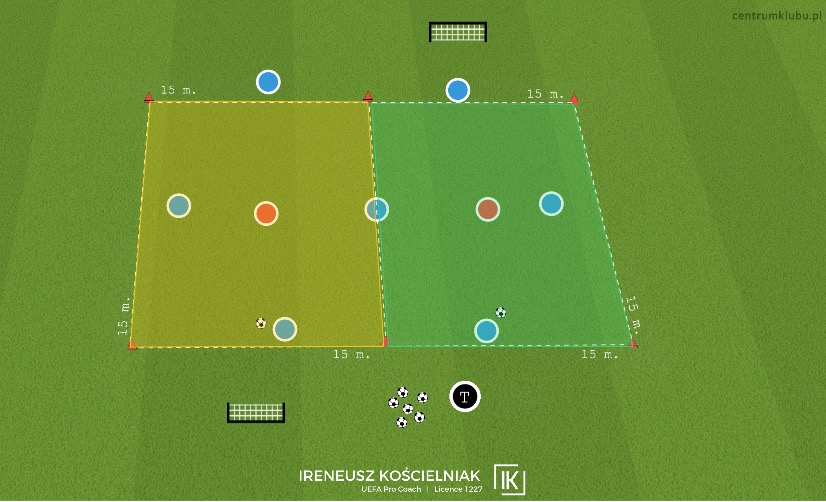 centrumklubu.pl
15 m.
15 m.
15 m.
15 m.
15 m.
15 m.
T
IRENEUSZ KOŚCIELNIAK
UEFA Pro Coach | Licence 1227
IK